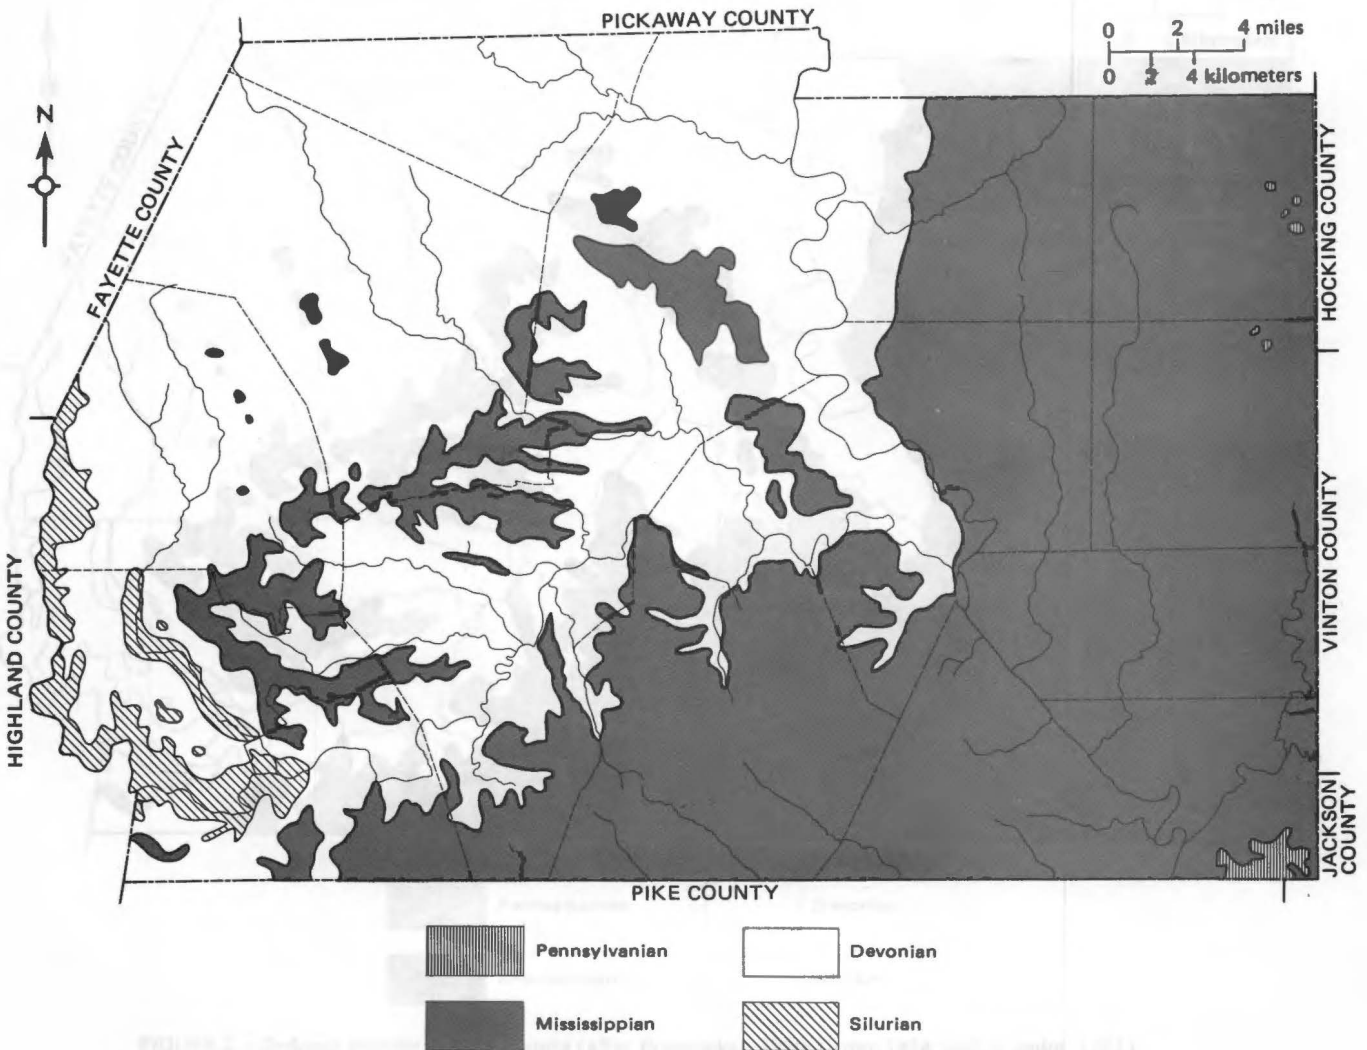 PICKAWAY COUNTY
0 2 4 miles
0 2 4 kilometers
N
FAYETTE COUNTY
HOCKING COUNTY
HIGHLAND COUNTY
VINTON COUNTY
JACKSON
COUNTY
PIKE COUNTY
Pennsylvanian
Devonian
Mississippian
Silurian